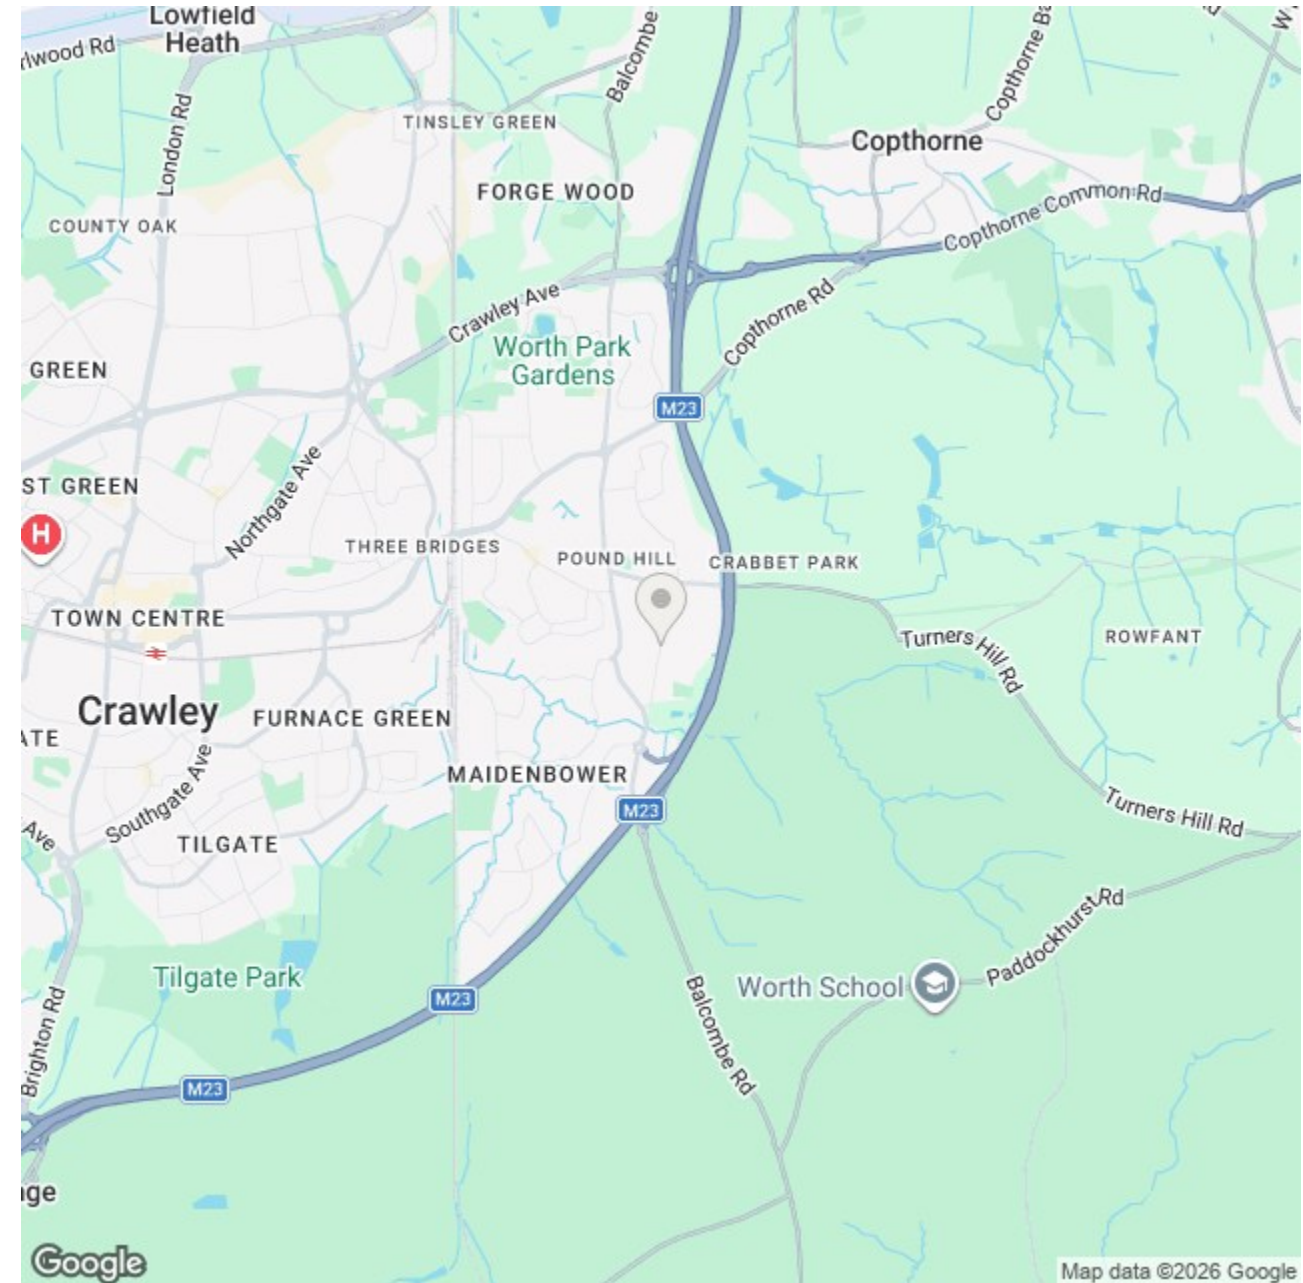 Lowfield
Heath
rlwood Rd
London Rd
Balcombe
TINSLEY GREEN
Copthorne Ba
Copthorne
FORGE WOOD
Copthorne Common Rd
COUNTY OAK
Crawley Ave
Copthorne Rd
Worth Park
Gardens
GREEN
M23
Northgate Ave
ST GREEN
H
THREE BRIDGES
POUND HILL
CRABBET PARK
TOWN CENTRE
Turners Hill Rd
ROWFANT
Crawley
FURNACE GREEN
ATE
MAIDENBOWER
Southgate Ave
M23
Turners Hill Rd
Ave
TILGATE
Paddockhurst Rd
Tilgate Park
Worth School
M23
Balcombe Rd
Brighton Rd
M23
age
Google
Map data ©2026 Google